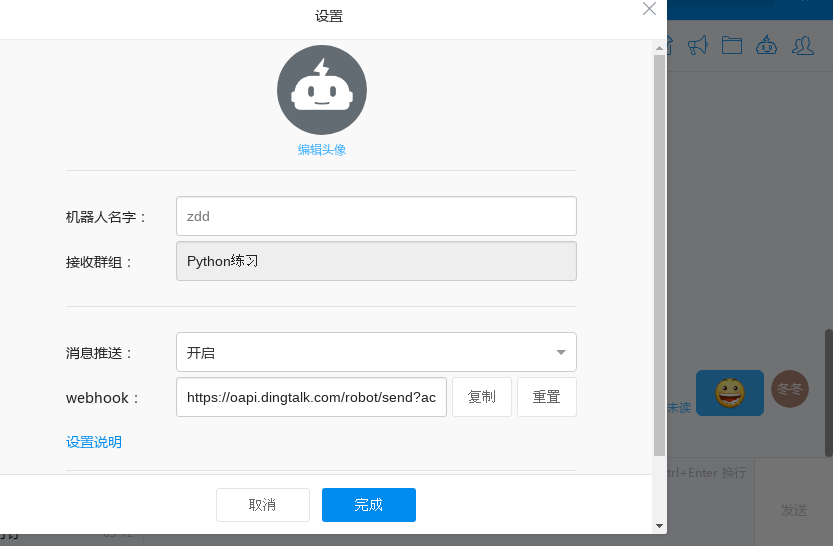 设置
编辑头像
机器人名字：
zdd
接收群组：
Python练习
消息推送：
开启
webhook：
https://oapi.dingtalk.com/robot/send?ac
复制
重置
设置说明
取消
完成
未读
冬冬
trl+Enter 换行
发送